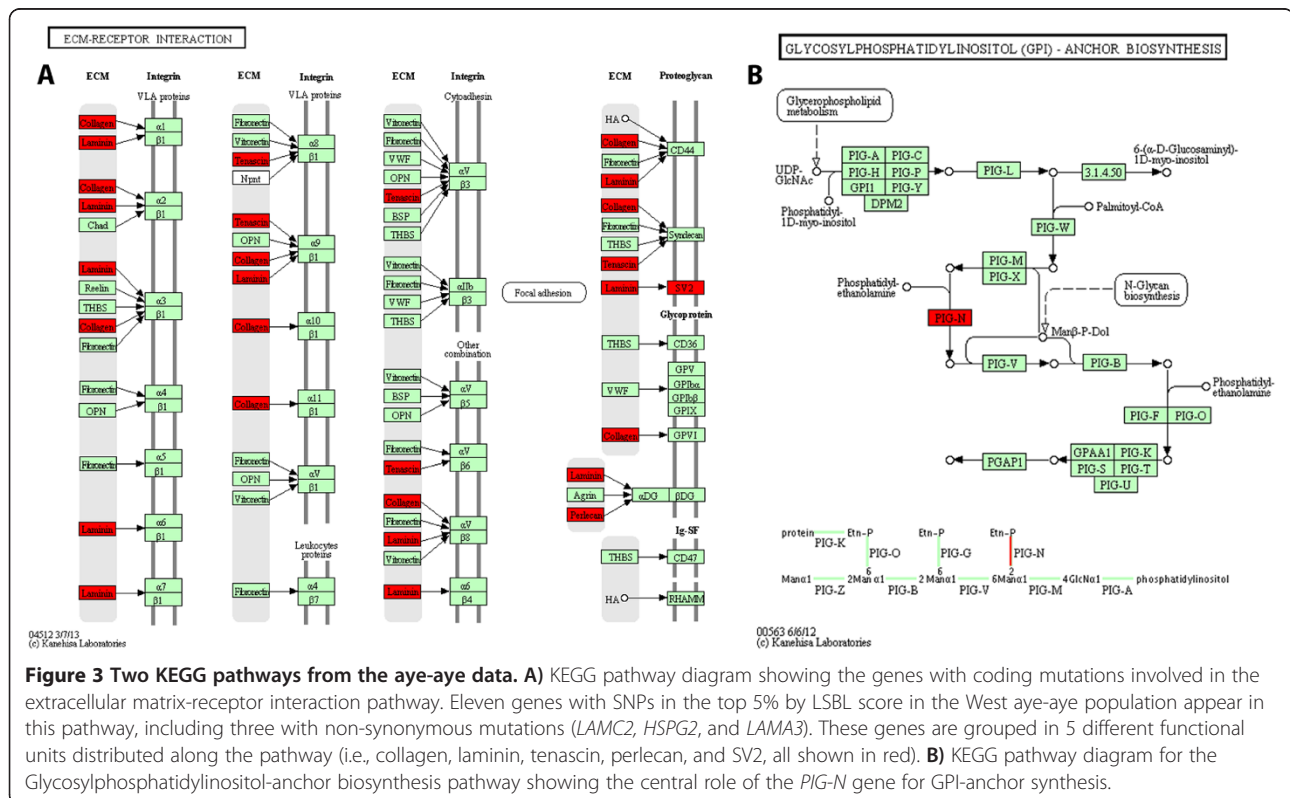 ECM-RECEPTOR INTERACTION
A
ECM Integrin
VLA proteins
Collagen
Laminin
α1
β1
Collagen
Laminin
Chad
α2
β1
Laminin
Reelin
THBS
Collagen
Fibronectin
α3
β1
Fibronectin
OPN
α4
β1
Fibronectin
α5
β1
Laminin
α6
β1
Laminin
α7
β1
ECM Integrin
VLA proteins
Fibronectin
Vitronectin
Tenascin
Npnt
α8
β1
Tenascin
OPN
Collagen
Laminin
α9
β1
Collagen
α10
β1
Collagen
α11
β1
Fibronectin
OPN
Vitronectin
αV
β1
Leukocytes
proteins
Fibronectin
α4
β7
ECM Integrin
Cytoadhesin
Vitronectin
Fibronectin
VWF
OPN
Tenascin
BSP
THBS
αV
β3
Vitronectin
Fibronectin
VWF
THBS
αIIb
β3
Other
combination
Vitronectin
BSP
OPN
αV
β5
Fibronectin
Tenascin
αV
β6
Collagen
Fibronectin
Laminin
Vitronectin
αV
β8
Laminin
α6
β4
Focal adhesion
ECM Proteoglycan
HA
Collagen
Fibronectin
Laminin
CD44
Collagen
Fibronectin
THBS
Tenascin
Syndecan
Laminin
SV2
Glycoprotein
THBS
CD36
VWF
GPV
GPIbα
GPIbβ
GPIX
Collagen
GPVI
Laminin
Agrin
Perlecan
αDG βDG
Ig-SF
THBS
CD47
HA
RHAMM
04512 3/7/13
(c) Kanehisa Laboratories
GLYCOSYLPHOSPHATIDYLINOSITOL (GPI) - ANCHOR BIOSYNTHESIS
B
Glycerophospholipid
metabolism
UDP-
GlcNAc
Phosphatidyl-
1D-myo-inositol
PIG-A PIG-C
PIG-H PIG-P
GPI1 PIG-Y
DPM2
PIG-L
3.1.4.50
6-(α-D-Glucosaminyl)-
1D-myo-inositol
Palmitoyl-CoA
PIG-W
PIG-M
PIG-X
Phosphatidyl-
ethanolamine
N-Glycan
biosynthesis
PIG-N
Manβ-P-Dol
PIG-V
PIG-B
Phosphatidyl-
ethanolamine
PIG-F PIG-O
GPAA1 PIG-K
PIG-S PIG-T
PIG-U
PGAP1
protein Etn-P Etn-P Etn-P
PIG-K PIG-O PIG-G PIG-N
6 6 2
Manα1 2Manα1 2Manα1 6Manα1 4GlcNα1 phosphatidylinositol
PIG-Z PIG-B PIG-V PIG-M PIG-A
00563 6/6/12
(c) Kanehisa Laboratories
Figure 3 Two KEGG pathways from the aye-aye data. A) KEGG pathway diagram showing the genes with coding mutations involved in the
extracellular matrix-receptor interaction pathway. Eleven genes with SNPs in the top 5% by LSBL score in the West aye-aye population appear in
this pathway, including three with non-synonymous mutations (LAMC2, HSPG2, and LAMA3). These genes are grouped in 5 different functional
units distributed along the pathway (i.e., collagen, laminin, tenascin, perlecan, and SV2, all shown in red). B) KEGG pathway diagram for the
Glycosylphosphatidylinositol-anchor biosynthesis pathway showing the central role of the PIG-N gene for GPI-anchor synthesis.